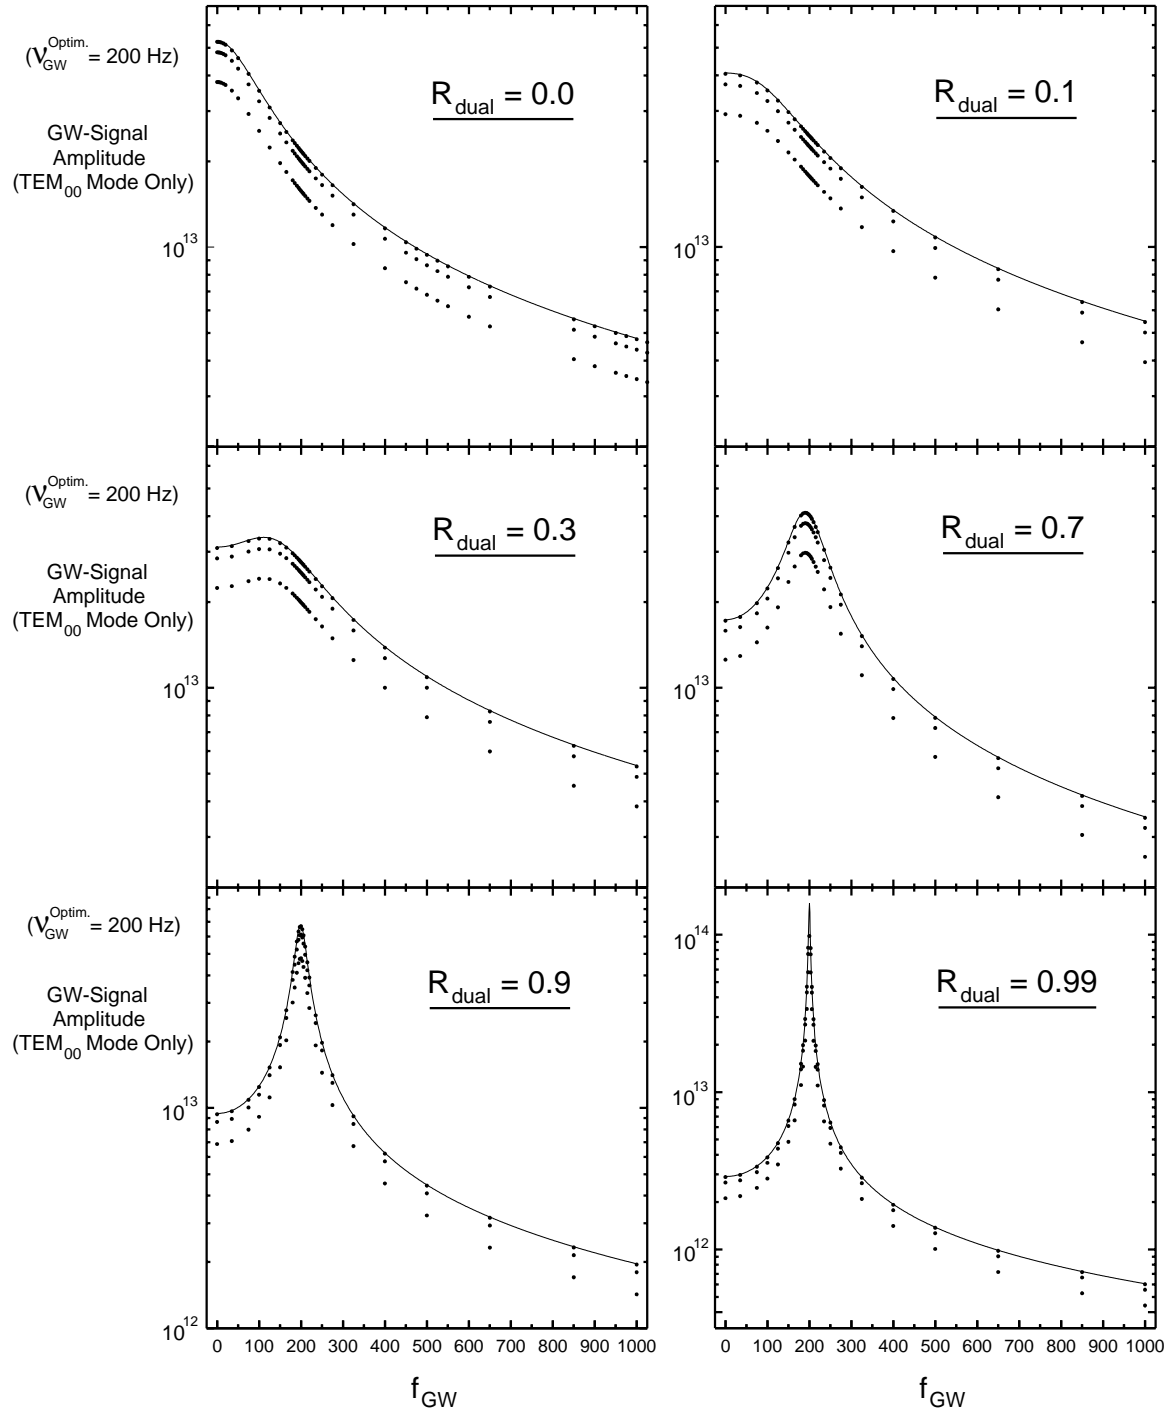 (ν_GW^Optim. = 200 Hz)
R_dual = 0.0
R_dual = 0.1
GW-Signal
Amplitude
(TEM_00 Mode Only)
10^13
10^13
(ν_GW^Optim. = 200 Hz)
R_dual = 0.3
R_dual = 0.7
GW-Signal
Amplitude
(TEM_00 Mode Only)
10^13
10^13
(ν_GW^Optim. = 200 Hz)
10^14
R_dual = 0.9
R_dual = 0.99
GW-Signal
Amplitude
(TEM_00 Mode Only)
10^13
10^13
10^12
10^12
0 100 200 300 400 500 600 700 800 900 1000
0 100 200 300 400 500 600 700 800 900 1000
f_GW
f_GW